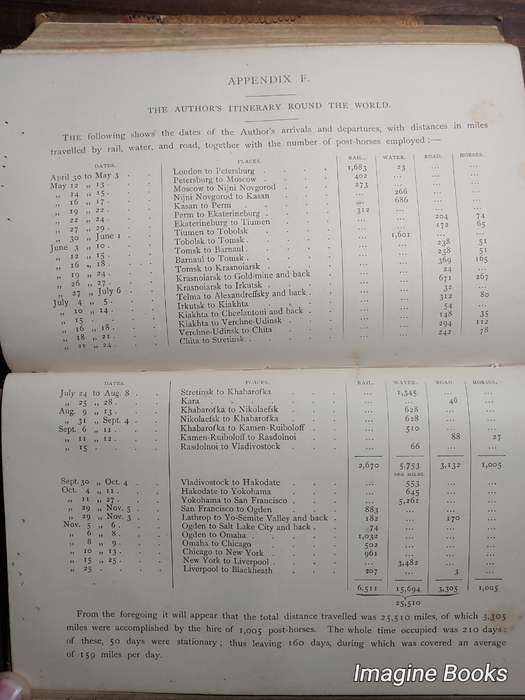 APPENDIX F.
THE AUTHOR'S ITINERARY ROUND THE WORLD.
THE following shows the dates of the Author's arrivals and departures, with distances in miles
travelled by rail, water, and road, together with the number of post-horses employed :—
DATES. PLACES. RAIL. WATER. ROAD. HORSES.
April 30 to May 3 . London to Petersburg 1,683 23 ... ...
May 12 „ 13 . Petersburg to Moscow 402 ... ... ...
„ 14 „ 15 . Moscow to Nijni Novgorod 273 ... ... ...
„ 16 „ 17 . Nijni Novgorod to Kasan ... 266 ... ...
„ 19 „ 22 . Kasan to Perm ... 686 ... ...
„ 24 „ 25 . Perm to Ekaterineburg 312 ... ... ...
„ 27 „ 29 . Ekaterineburg to Tiumen ... ... 204 74
„ 30 „ June 1 . Tiumen to Tobolsk ... ... 172 65
June 3 „ 10 . Tobolsk to Tomsk ... 1,601 ... ...
„ 12 „ 15 . Tomsk to Barnaul ... ... 238 51
„ 16 „ 18 . Barnaul to Tomsk ... ... 238 51
„ 19 „ 24 . Tomsk to Krasnoiarsk ... ... 369 165
Krasnoiarsk to Gold-mine and back ... ... 24 ...
„ 26 „ 27 . Krasnoiarsk to Irkutsk ... ... 671 267
„ 27 „ July 6 . Telma to Alexandreffsky and back ... ... 32 ...
July 4 „ 5 . Irkutsk to Kiakhta ... ... 312 80
„ 10 „ 14 . Kiakhta to Cheelantoui and back ... ... 54 ...
„ 15 . Kiakhta to Verchne-Udinsk ... ... 148 35
„ 16 „ 18 . Verchne-Udinsk to Chita ... ... 294 112
„ 18 „ 21 . Chita to Stretinsk ... ... 242 78
„ 21 „ 24 .
DATES. PLACES. RAIL. WATER. ROAD. HORSES.
July 24 to Aug. 8 . Stretinsk to Khabarofka ... 1,545 ... ...
„ 25 „ 28 . Kara ... ... 46 ...
Aug. 9 „ 13 . Khabarofka to Nikolaefsk ... 628 ... ...
„ 31 „ Sept. 4 . Nikolaefsk to Khabarofka ... 628 ... ...
Sept. 6 „ 11 . Khabarofka to Kamen-Ruiboloff ... 510 ... ...
„ 11 „ 12 . Kamen-Ruiboloff to Rasdolnoi ... ... 88 27
„ 15 . Rasdolnoi to Vladivostock ... 66 ... ...
2,670 5,753 3,132 1,005
SEA MILES.
Sept. 30 „ Oct. 4 . Vladivostock to Hakodate ... 553 ... ...
Oct. 4 „ 11 . Hakodate to Yokohama ... 645 ... ...
„ 11 „ 27 . Yokohama to San Francisco ... 5,261 ... ...
„ 29 „ Nov. 5 . San Francisco to Ogden 883 ... ... ...
„ 29 „ Nov. 3 . Lathrop to Yo-Semite Valley and back 182 ... 170 ...
Nov. 5 „ 6 . Ogden to Salt Lake City and back 74 ... ... ...
„ 6 „ 8 . Ogden to Omaha 1,032 ... ... ...
„ 8 „ 9 . Omaha to Chicago 502 ... ... ...
„ 10 „ 13 . Chicago to New York 961 ... ... ...
„ 15 „ 25 . New York to Liverpool ... 3,482 ... ...
„ 25 . Liverpool to Blackheath 207 ... 3 ...
6,511 15,694 3,305 1,005
25,510
From the foregoing it will appear that the total distance travelled was 25,510 miles, of which 3,305
miles were accomplished by the hire of 1,005 post-horses. The whole time occupied was 210 days:
of these, 50 days were stationary; thus leaving 160 days, during which was covered an average
of 159 miles per day.
Imagine Books